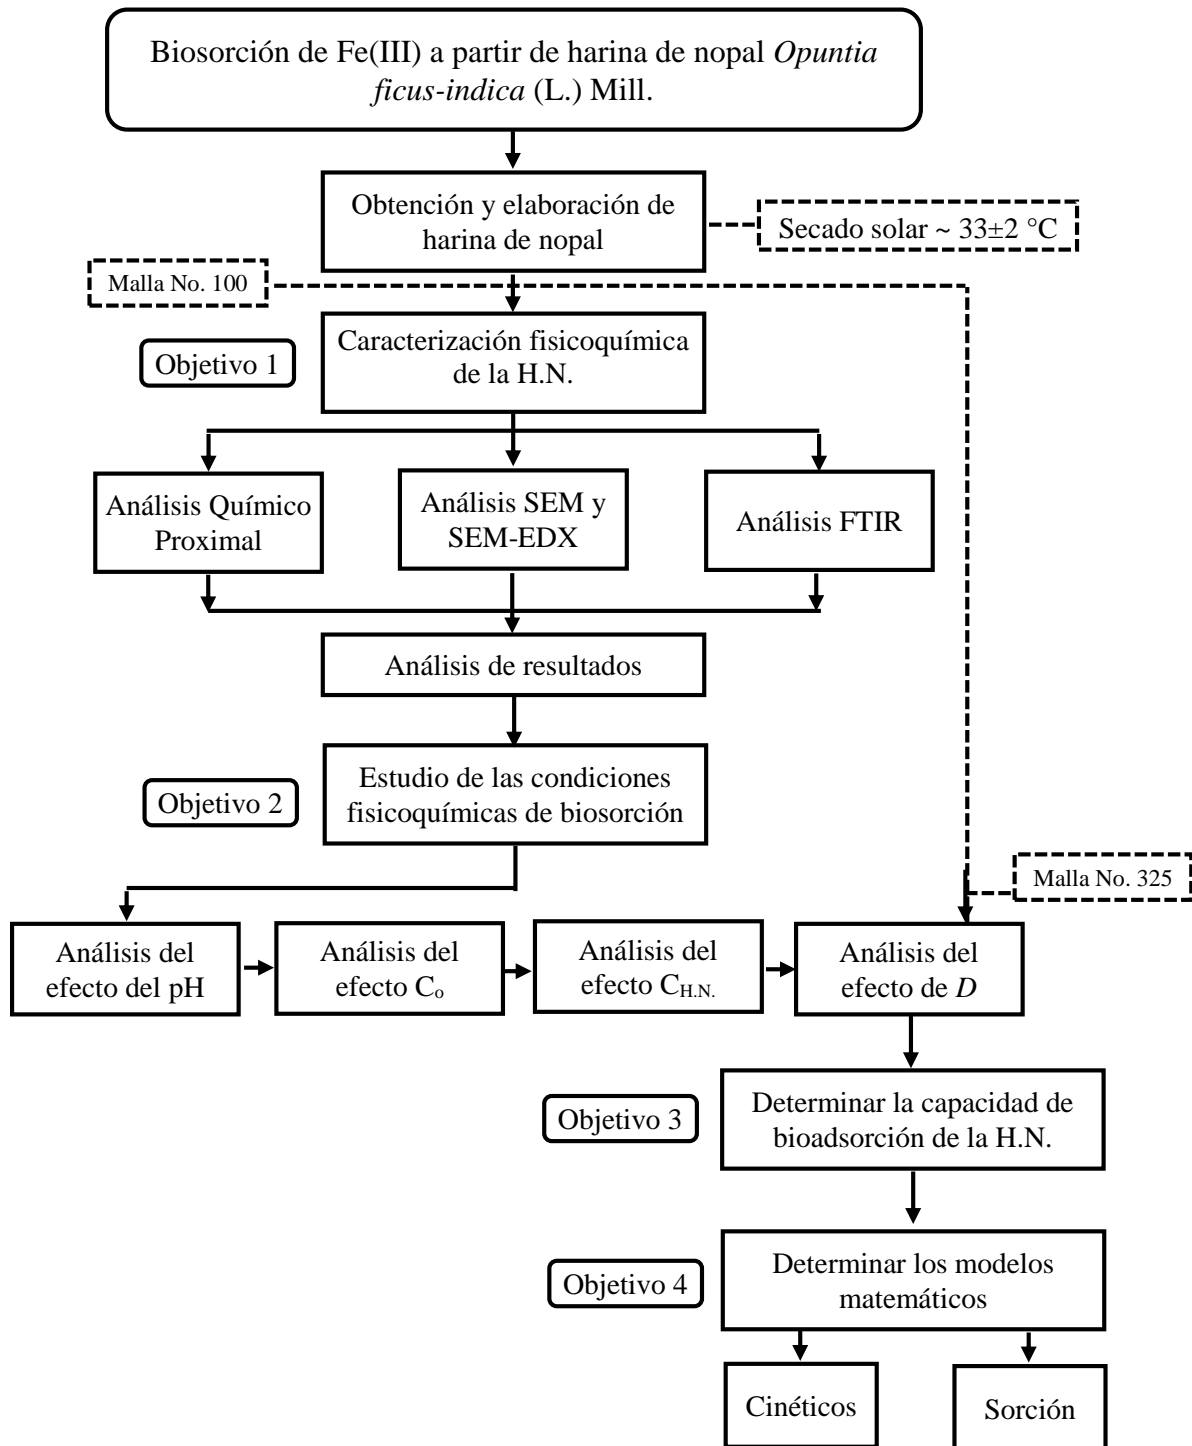 Biosorción de Fe(III) a partir de harina de nopal Opuntia
ficus-indica (L.) Mill.
Obtención y elaboración de
harina de nopal
Secado solar ~ 33±2 °C
Malla No. 100
Objetivo 1
Caracterización fisicoquímica
de la H.N.
Análisis Químico
Proximal
Análisis SEM y
SEM-EDX
Análisis FTIR
Análisis de resultados
Objetivo 2
Estudio de las condiciones
fisicoquímicas de biosorción
Malla No. 325
Análisis del
efecto del pH
Análisis del
efecto Co
Análisis del
efecto CH.N.
Análisis del
efecto de D
Objetivo 3
Determinar la capacidad de
bioadsorción de la H.N.
Objetivo 4
Determinar los modelos
matemáticos
Cinéticos
Sorción